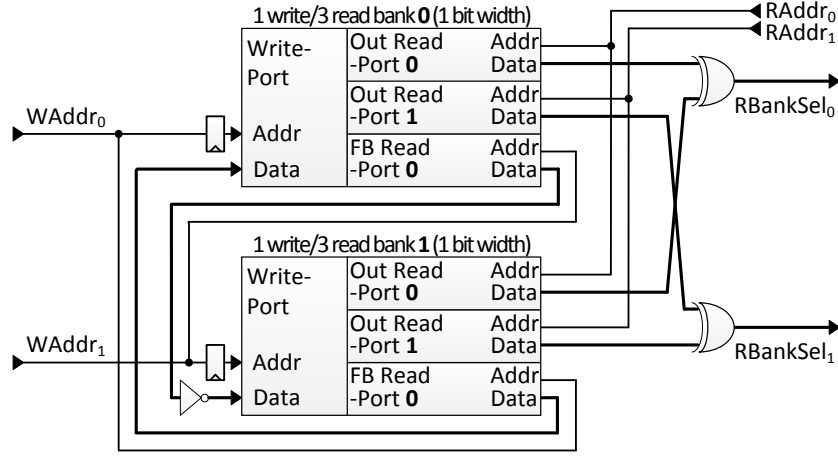 1 write/3 read bank 0 (1 bit width)
RAddr0
RAddr1
Write-
Port
Out Read Addr
-Port 0 Data
Out Read Addr
-Port 1 Data
FB Read Addr
-Port 0 Data
Addr
Data
WAddr0
RBankSel0
1 write/3 read bank 1 (1 bit width)
Write-
Port
Out Read Addr
-Port 0 Data
Out Read Addr
-Port 1 Data
FB Read Addr
-Port 0 Data
Addr
Data
WAddr1
RBankSel1